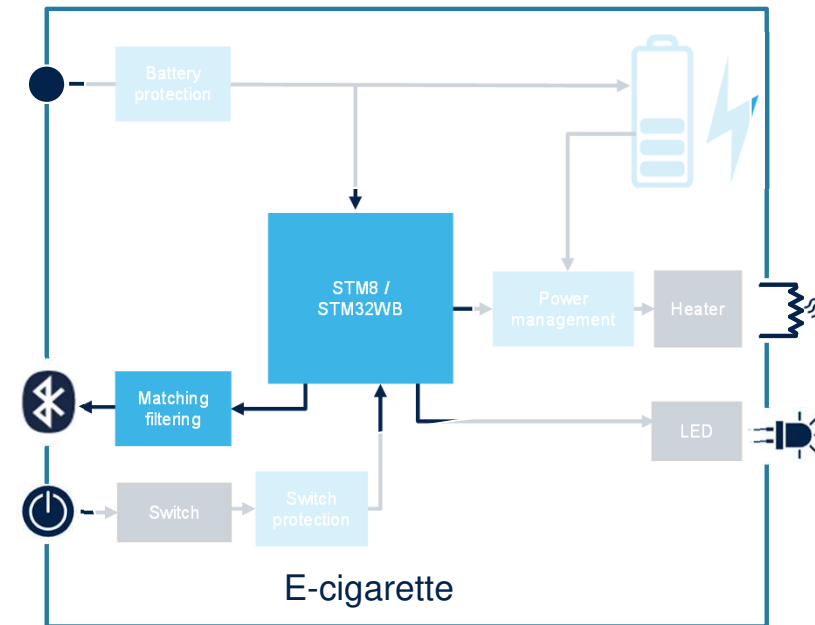 Battery
protection
STM8 /
STM32WB
Power
management
Heater
Matching
filtering
LED
Switch
Switch
protection
E-cigarette